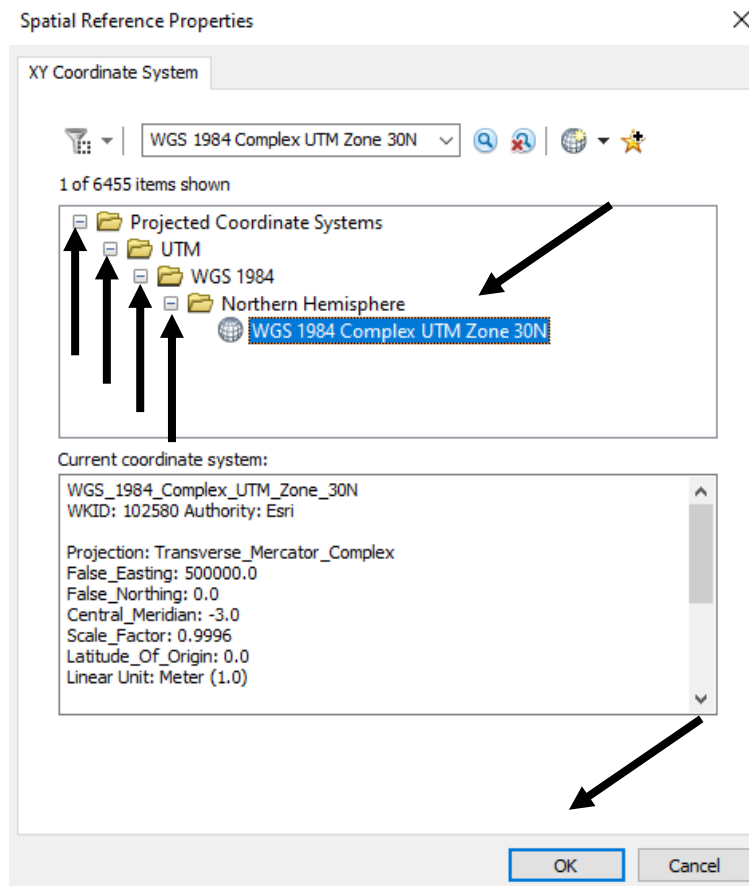 Spatial Reference Properties
XY Coordinate System
WGS 1984 Complex UTM Zone 30N
1 of 6455 items shown
Projected Coordinate Systems
UTM
WGS 1984
Northern Hemisphere
WGS 1984 Complex UTM Zone 30N
Current coordinate system:
WGS_1984_Complex_UTM_Zone_30N
WKID: 102580 Authority: Esri
Projection: Transverse_Mercator_Complex
False_Easting: 500000.0
False_Northing: 0.0
Central_Meridian: -3.0
Scale_Factor: 0.9996
Latitude_Of_Origin: 0.0
Linear Unit: Meter (1.0)
OK Cancel